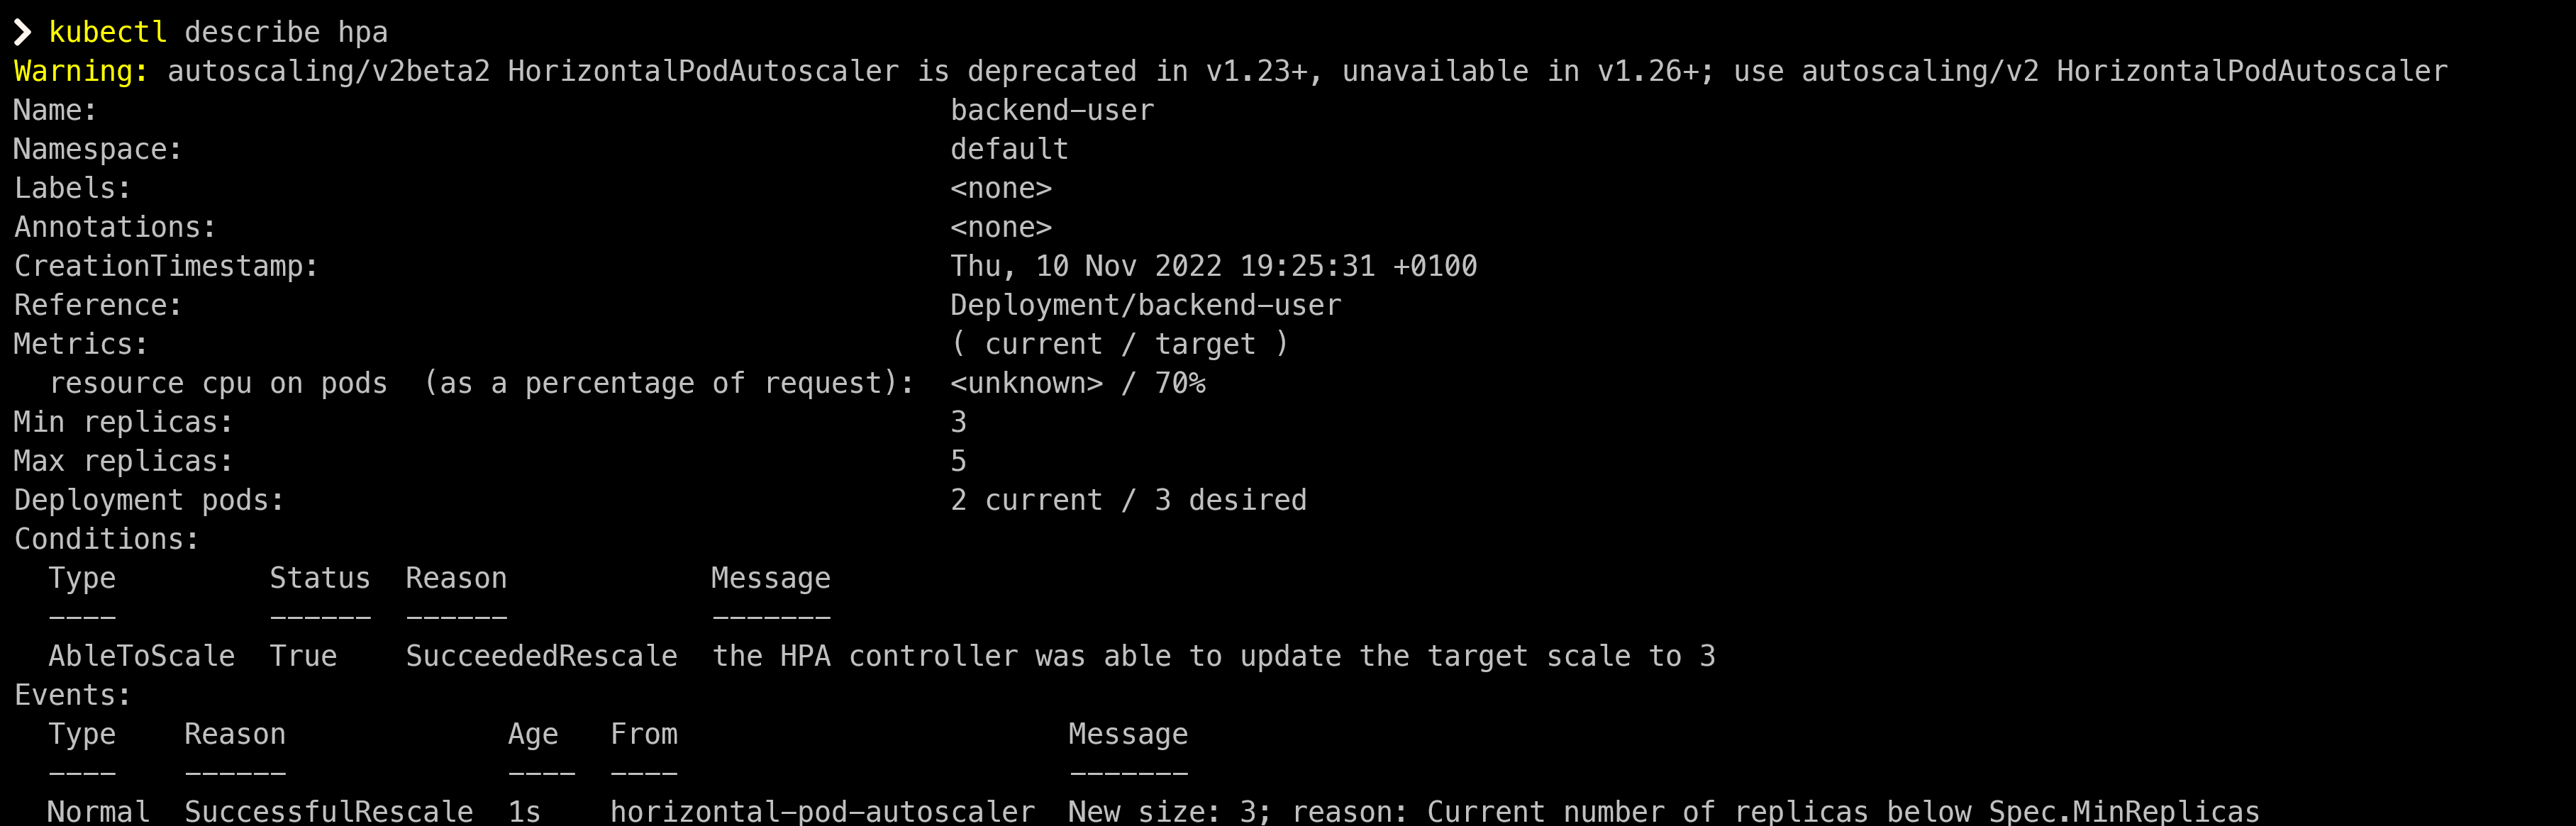 ❯ kubectl describe hpa
Warning: autoscaling/v2beta2 HorizontalPodAutoscaler is deprecated in v1.23+, unavailable in v1.26+; use autoscaling/v2 HorizontalPodAutoscaler
Name:                                                  backend-user
Namespace:                                             default
Labels:                                                <none>
Annotations:                                           <none>
CreationTimestamp:                                     Thu, 10 Nov 2022 19:25:31 +0100
Reference:                                             Deployment/backend-user
Metrics:                                               ( current / target )
  resource cpu on pods  (as a percentage of request):  <unknown> / 70%
Min replicas:                                          3
Max replicas:                                          5
Deployment pods:                                       2 current / 3 desired
Conditions:
  Type         Status  Reason            Message
  ----         ------  ------            -------
  AbleToScale  True    SucceededRescale  the HPA controller was able to update the target scale to 3
Events:
  Type    Reason             Age   From                       Message
  ----    ------             ----  ----                       -------
  Normal  SuccessfulRescale  1s    horizontal-pod-autoscaler  New size: 3; reason: Current number of replicas below Spec.MinReplicas